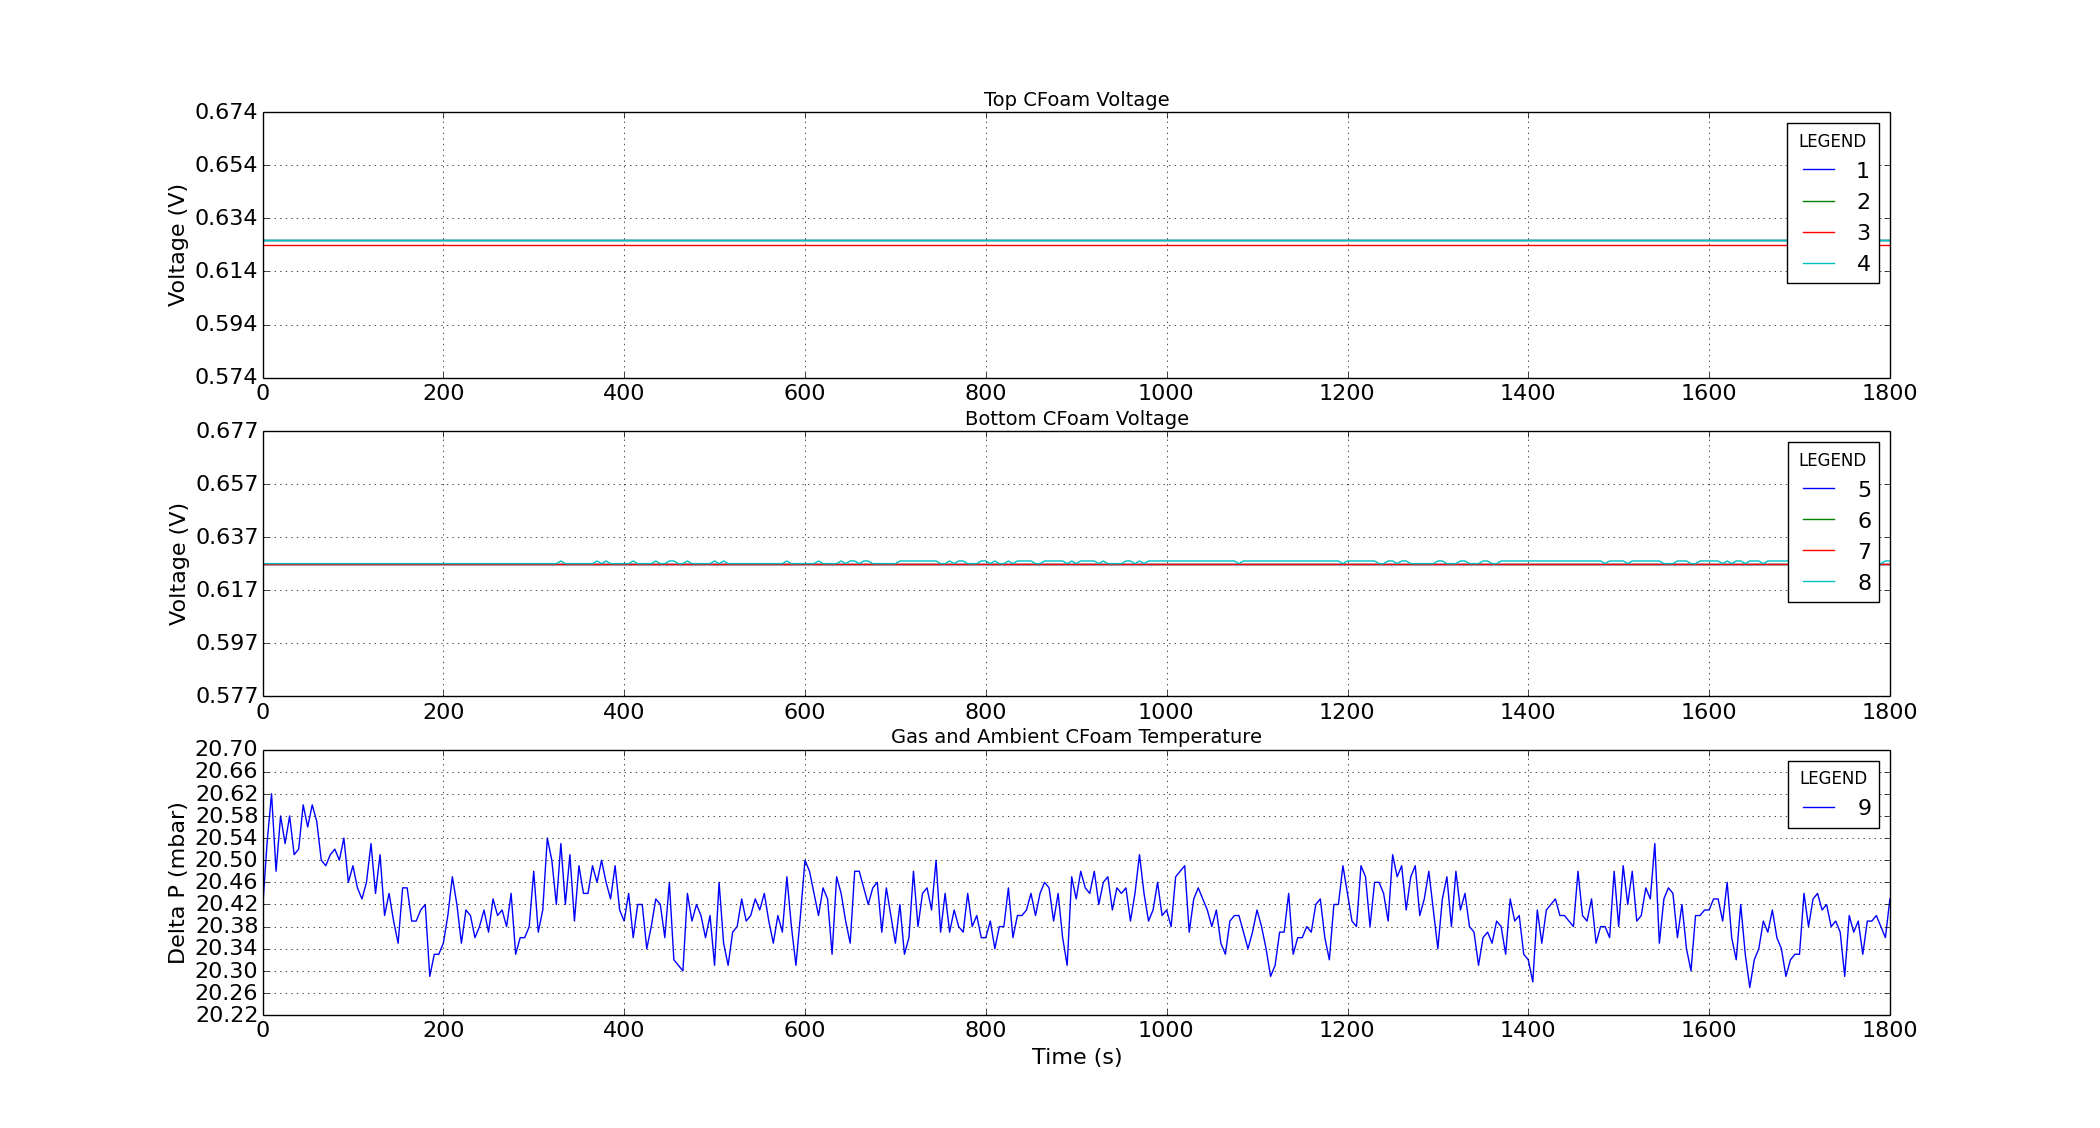 Top CFoam Voltage
Voltage (V)
0.674
0.654
0.634
0.614
0.594
0.574
LEGEND
1
2
3
4
0 200 400 600 800 1000 1200 1400 1600 1800
Bottom CFoam Voltage
Voltage (V)
0.677
0.657
0.637
0.617
0.597
0.577
LEGEND
5
6
7
8
0 200 400 600 800 1000 1200 1400 1600 1800
Gas and Ambient CFoam Temperature
Delta P (mbar)
20.70
20.66
20.62
20.58
20.54
20.50
20.46
20.42
20.38
20.34
20.30
20.26
20.22
LEGEND
9
0 200 400 600 800 1000 1200 1400 1600 1800
Time (s)